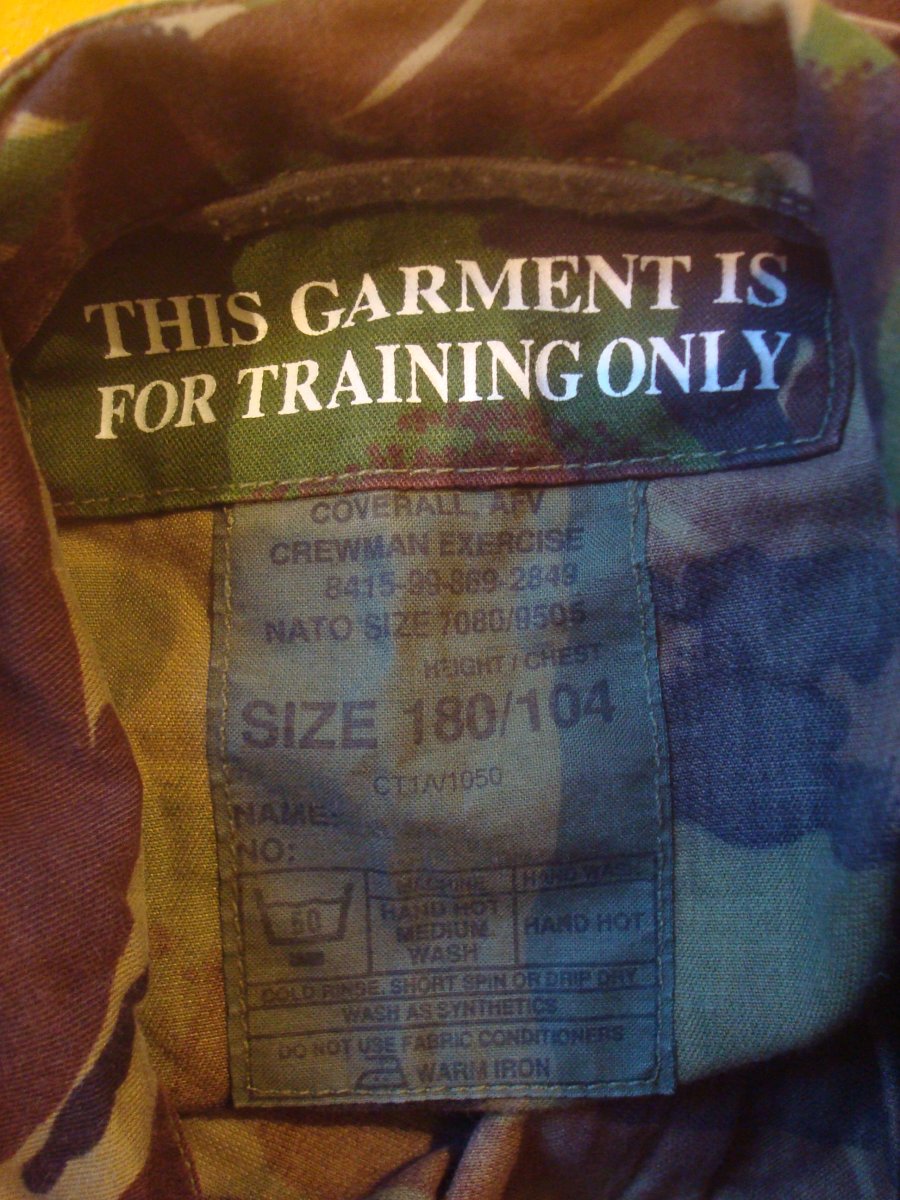 THIS GARMENT IS
FOR TRAINING ONLY
COVERALL, AFV
CREWMAN EXERCISE
8415-99-869-2849
NATO SIZE 7080/9505
HEIGHT / CHEST
SIZE 180/104
CT1A/1050
NAME:
NO:
50
MACHINE
HAND HOT
MEDIUM
WASH
HAND WASH
HAND HOT
COLD RINSE, SHORT SPIN OR DRIP DRY
WASH AS SYNTHETICS
DO NOT USE FABRIC CONDITIONERS
WARM IRON